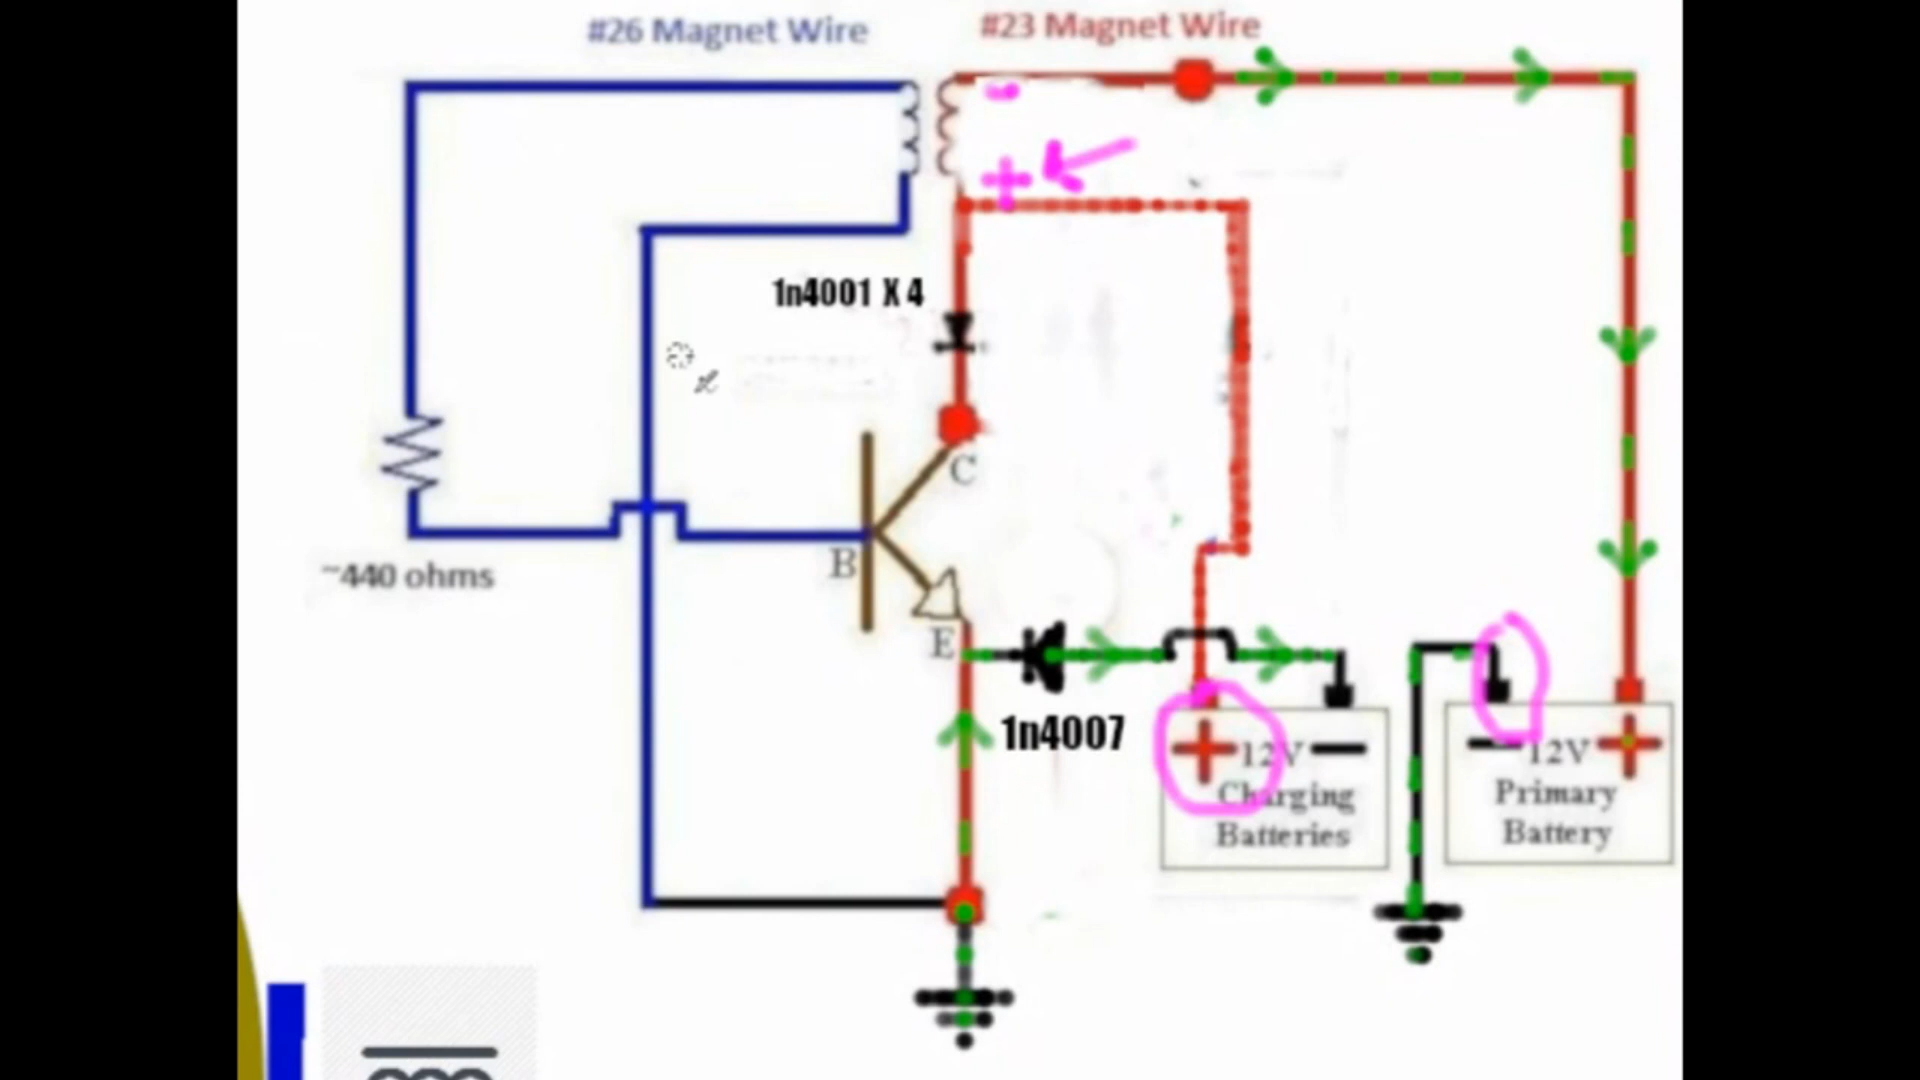 #26 Magnet Wire
#23 Magnet Wire
1n4001 X 4
C
B
~440 ohms
E
1n4007
+ 12V −
Charging
Batteries
− 12V +
Primary
Battery